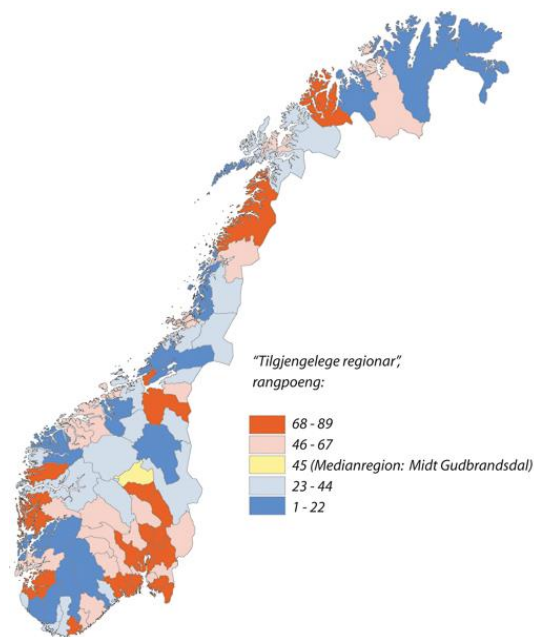 "Tilgjengelege regionar",
rangpoeng:
68 - 89
46 - 67
45 (Medianregion: Midt Gudbrandsdal)
23 - 44
1 - 22